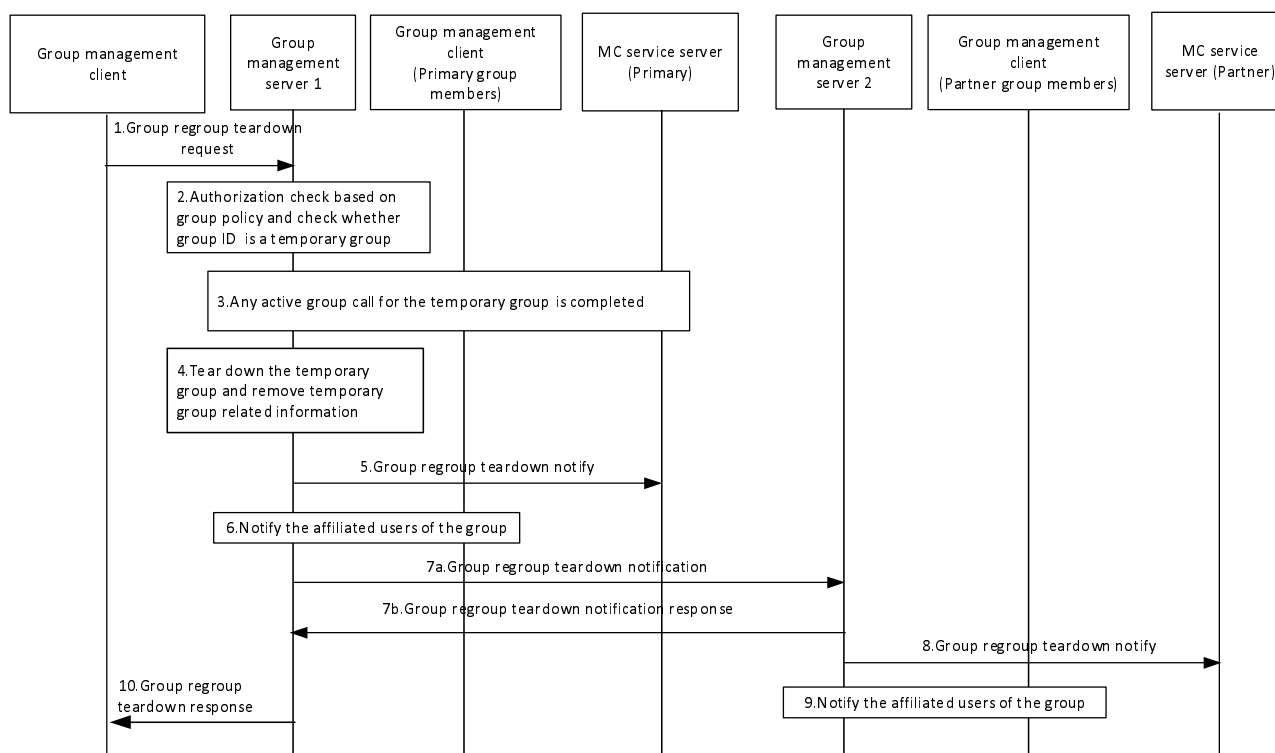 Group management
client
Group
management
server 1
Group management
client
(Primary group
members)
MC service server
(Primary)
Group
management
server 2
Group management
client
(Partner group members)
MC service
server (Partner)
1.Group regroup teardown
request
2.Authorization check based on
group policy and check whether
group ID is a temporary group
3.Any active group call for the temporary group is completed
4.Tear down the temporary
group and remove temporary
group related information
5.Group regroup teardown notify
6.Notify the affiliated users of the group
7a.Group regroup teardown notification
7b.Group regroup teardown notification response
8.Group regroup teardown notify
9.Notify the affiliated users of the group
10.Group regroup
teardown response